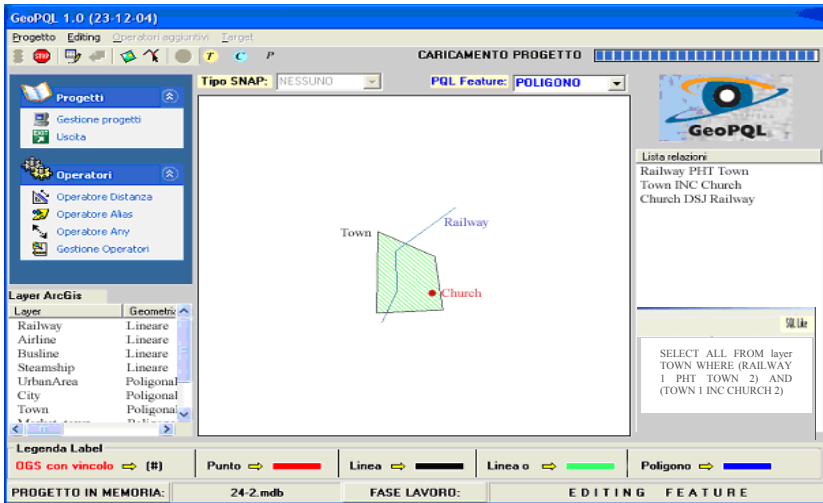 GeoPQL 1.0 (23-12-04)
Progetto Editing Operatori aggiuntivi Target
STOP T C P CARICAMENTO PROGETTO
Tipo SNAP: NESSUNO PQL Feature: POLIGONO
Progetti
Gestione progetti
EXIT Uscita
Operatori
Operatore Distanza
Operatore Alias
Operatore Any
Gestione Operatori
Layer ArcGis
Layer Geometria
Railway Lineare
Airline Lineare
Busline Lineare
Steamship Lineare
UrbanArea Poligonal
City Poligonal
Town Poligonal
Town
Railway
Church
GeoPQL
Lista relazioni
Railway PHT Town
Town INC Church
Church DSJ Railway
SQL Like
SELECT ALL FROM layer
TOWN WHERE (RAILWAY
1 PHT TOWN 2) AND
(TOWN 1 INC CHURCH 2)
Legenda Label
OGS con vincolo (#) Punto Linea Linea o Poligono
PROGETTO IN MEMORIA: 24-2.mdb FASE LAVORO: EDITING FEATURE